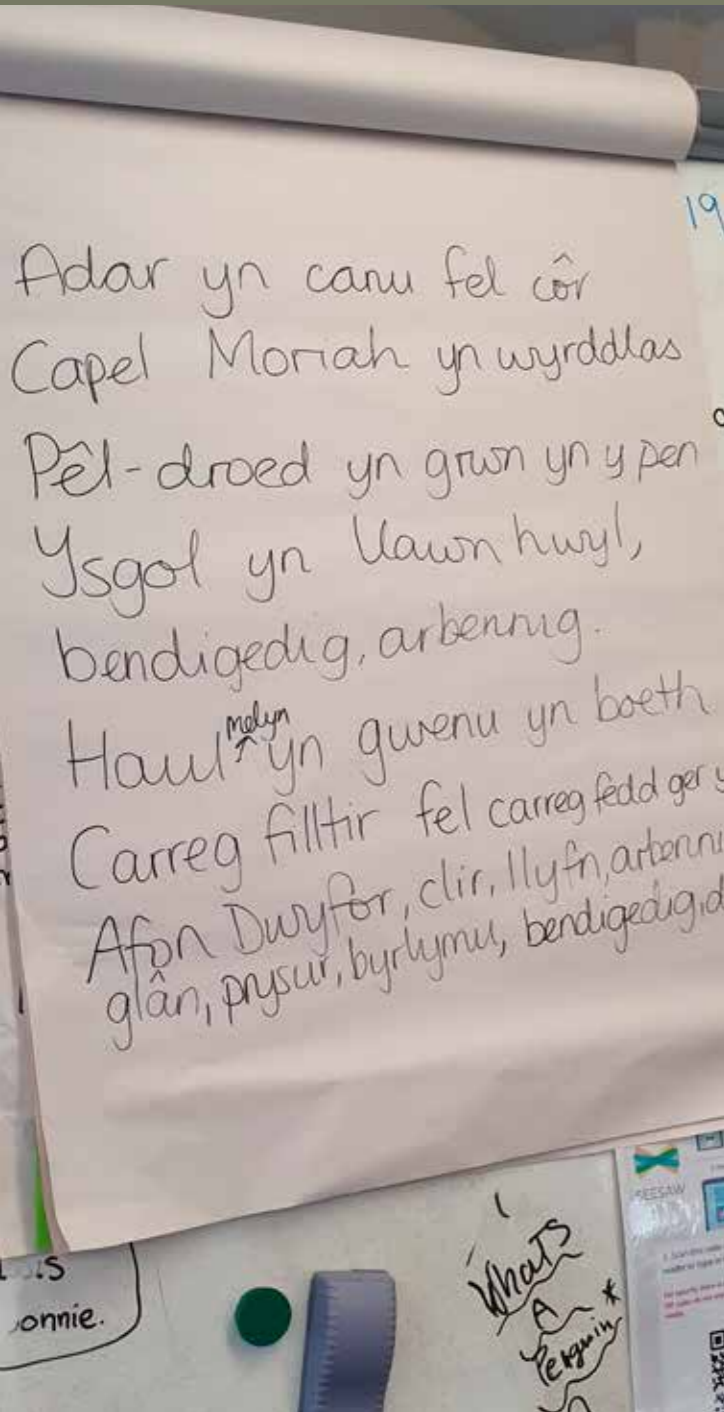 19
Adar yn canu fel côr
Capel Moriah yn wyrddlas
Pêl-droed yn grwn yn y pen
Ysgol yn llawn hwyl,
bendigedig, arbennig.
Haul melyn yn gwenu yn boeth
Carreg filltir fel carreg fedd ger y
Afon Dwyfor, clir, llyfn, arbenni
glân, prysur, byrlymu, bendigedig, d
onnie.
Whats
A
Penguin *
SEESAW